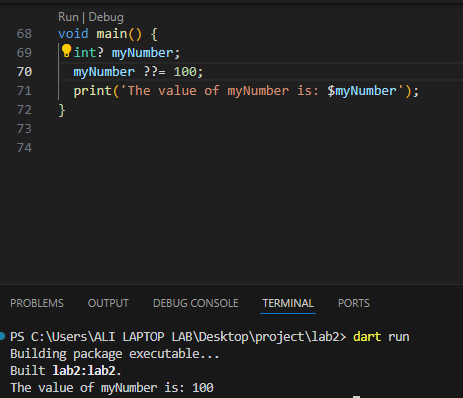 Run | Debug
68 void main() {
69 int? myNumber;
70 myNumber ??= 100;
71 print('The value of myNumber is: $myNumber');
72 }
73
74
PROBLEMS OUTPUT DEBUG CONSOLE TERMINAL PORTS
PS C:\Users\ALI LAPTOP LAB\Desktop\project\lab2> dart run
Building package executable...
Built lab2:lab2.
The value of myNumber is: 100